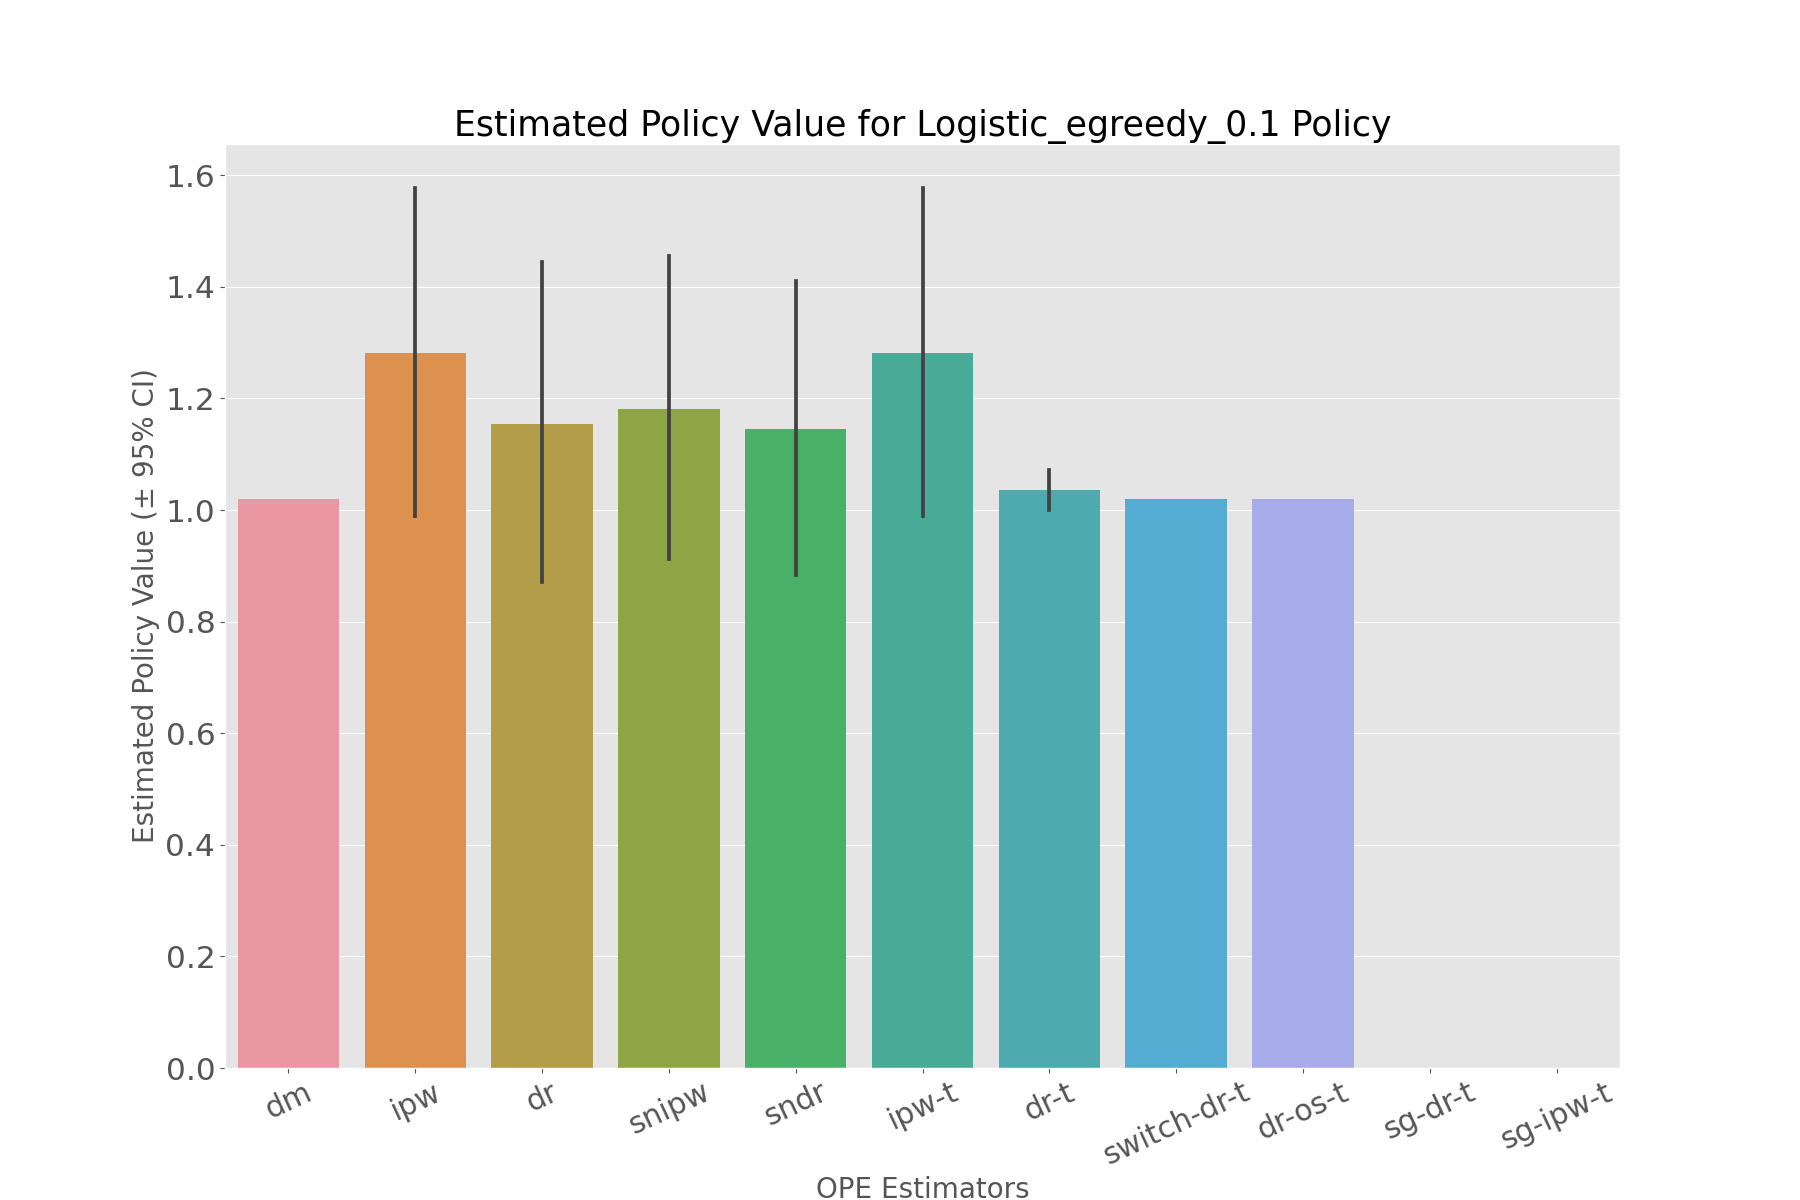 Estimated Policy Value for Logistic_egreedy_0.1 Policy
Estimated Policy Value (± 95% CI)
1.6
1.4
1.2
1.0
0.8
0.6
0.4
0.2
0.0
dm
ipw
dr
snipw
sndr
ipw-t
dr-t
switch-dr-t
dr-os-t
sg-dr-t
sg-ipw-t
OPE Estimators